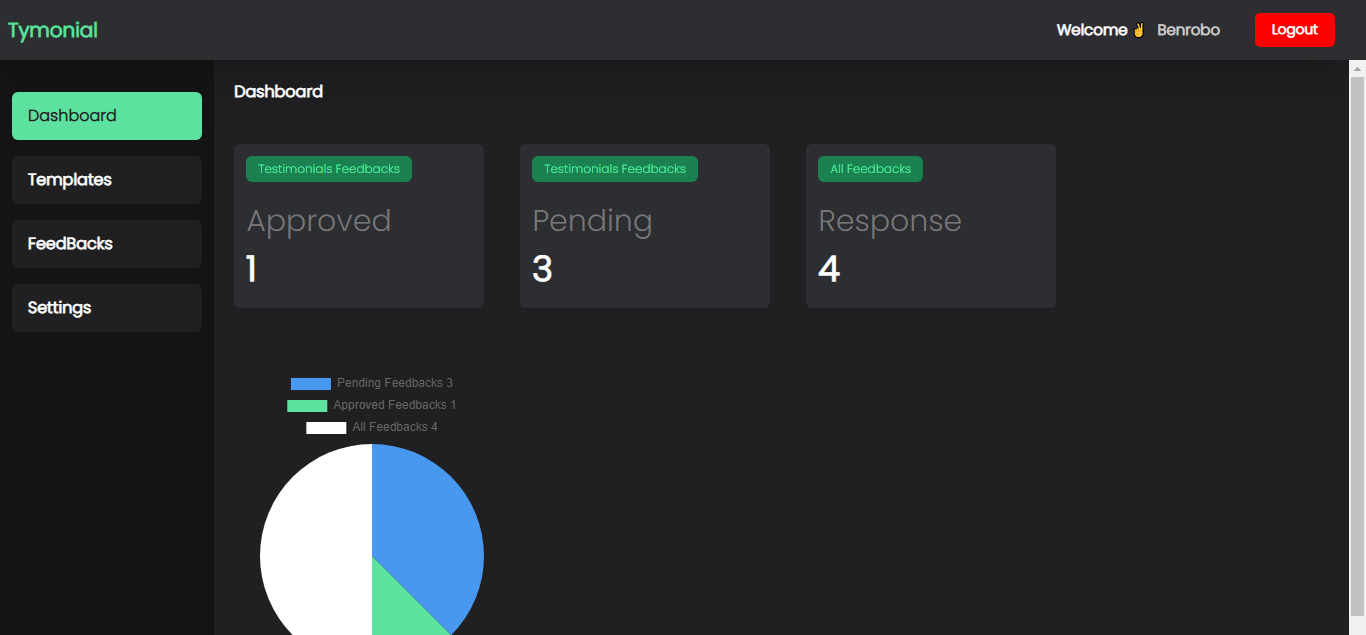 Tymonial
Welcome ✌ Benrobo
Logout
Dashboard
Templates
FeedBacks
Settings
Dashboard
Testimonials Feedbacks
Approved
1
Testimonials Feedbacks
Pending
3
All Feedbacks
Response
4
Pending Feedbacks 3
Approved Feedbacks 1
All Feedbacks 4